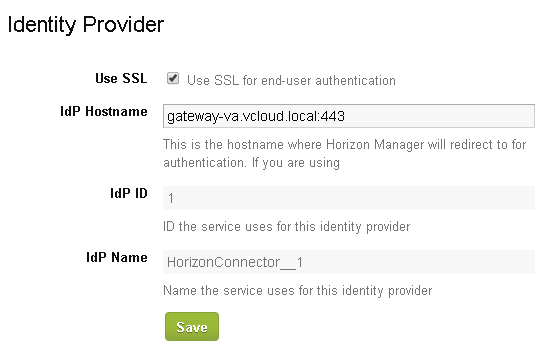 Identity Provider
Use SSL Use SSL for end-user authentication
IdP Hostname gateway-va.vcloud.local:443
This is the hostname where Horizon Manager will redirect to for
authentication. If you are using
IdP ID 1
ID the service uses for this identity provider
IdP Name HorizonConnector__1
Name the service uses for this identity provider
Save